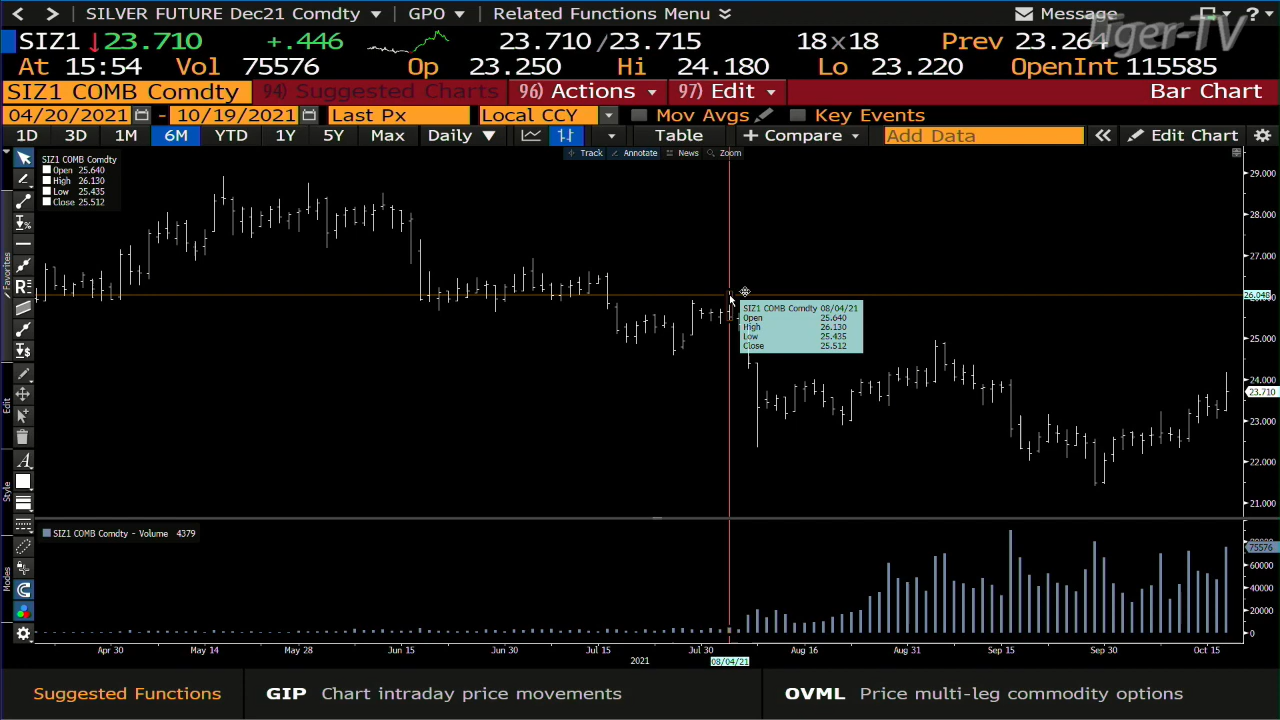 SILVER FUTURE Dec21 Comdty GPO Related Functions Menu Message ?
Tiger-TV
SIZ1 23.710 +.446 23.710/23.715 18x18 Prev 23.264
At 15:54 Vol 75576 Op 23.250 Hi 24.180 Lo 23.220 OpenInt 115585
SIZ1 COMB Comdty 94) Suggested Charts 96) Actions 97) Edit Bar Chart
04/20/2021 - 10/19/2021 Last Px Local CCY Mov Avgs Key Events
1D 3D 1M 6M YTD 1Y 5Y Max Daily Table + Compare Add Data « Edit Chart
Track Annotate News Zoom
SIZ1 COMB Comdty
Open 25.640
High 26.130
Low 25.435
Close 25.512
29.000
28.000
27.000
26.048
25.000
24.000
23.710
23.000
22.000
21.000
SIZ1 COMB Comdty 08/04/21
Open 25.640
High 26.130
Low 25.435
Close 25.512
Favorites
Edit
Style
Modes
SIZ1 COMB Comdty - Volume 4379
75576
60000
40000
20000
0
Apr 30 May 14 May 28 Jun 15 Jun 30 Jul 15 Jul 30 Aug 16 Aug 31 Sep 15 Sep 30 Oct 15
2021 08/04/21
Suggested Functions GIP Chart intraday price movements OVML Price multi-leg commodity options